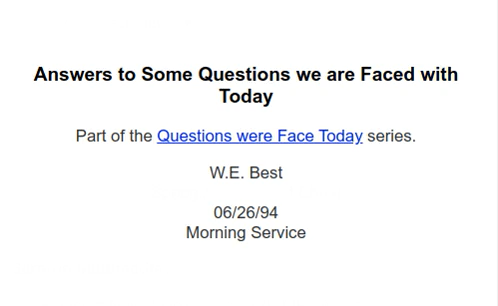 Answers to Some Questions we are Faced with
Today
Part of the Questions were Face Today series.
W.E. Best
06/26/94
Morning Service